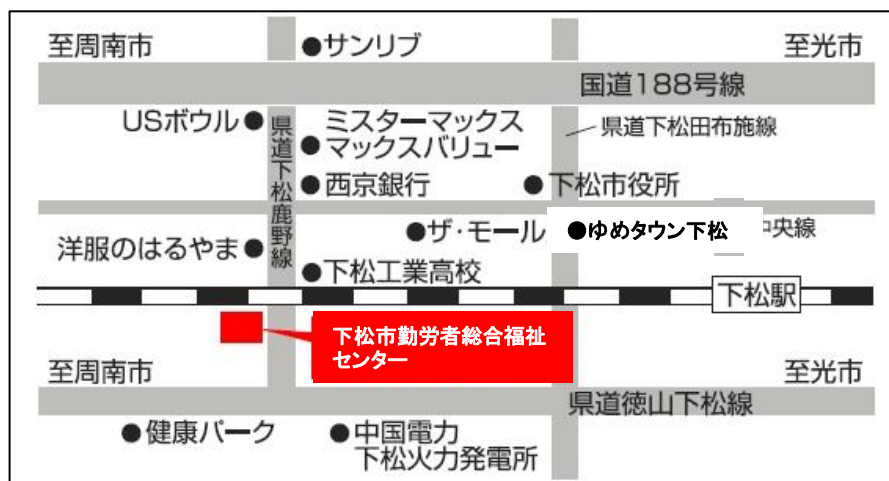 至周南市
●サンリブ
至光市
国道188号線
USボウル●
県道下松鹿野線
ミスターマックス
●マックスバリュー
県道下松田布施線
●西京銀行
●下松市役所
●ザ・モール
●ゆめタウン下松
中央線
洋服のはるやま●
●下松工業高校
下松駅
下松市勤労者総合福祉
センター
至周南市
至光市
県道徳山下松線
●健康パーク
●中国電力
下松火力発電所